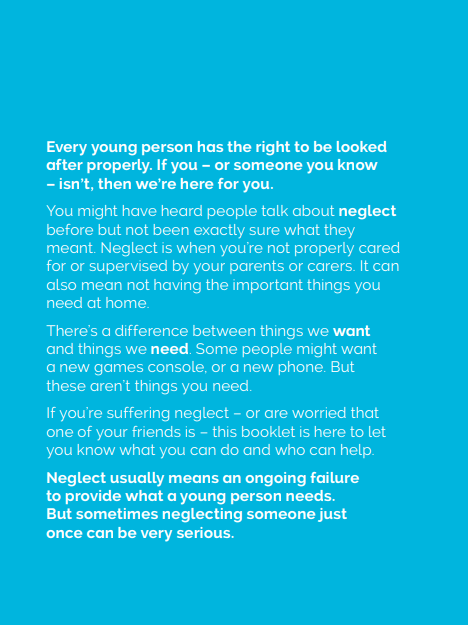 Every young person has the right to be looked
after properly. If you – or someone you know
– isn’t, then we’re here for you.
You might have heard people talk about neglect
before but not been exactly sure what they
meant. Neglect is when you’re not properly cared
for or supervised by your parents or carers. It can
also mean not having the important things you
need at home.
There’s a difference between things we want
and things we need. Some people might want
a new games console, or a new phone. But
these aren’t things you need.
If you’re suffering neglect – or are worried that
one of your friends is – this booklet is here to let
you know what you can do and who can help.
Neglect usually means an ongoing failure
to provide what a young person needs.
But sometimes neglecting someone just
once can be very serious.